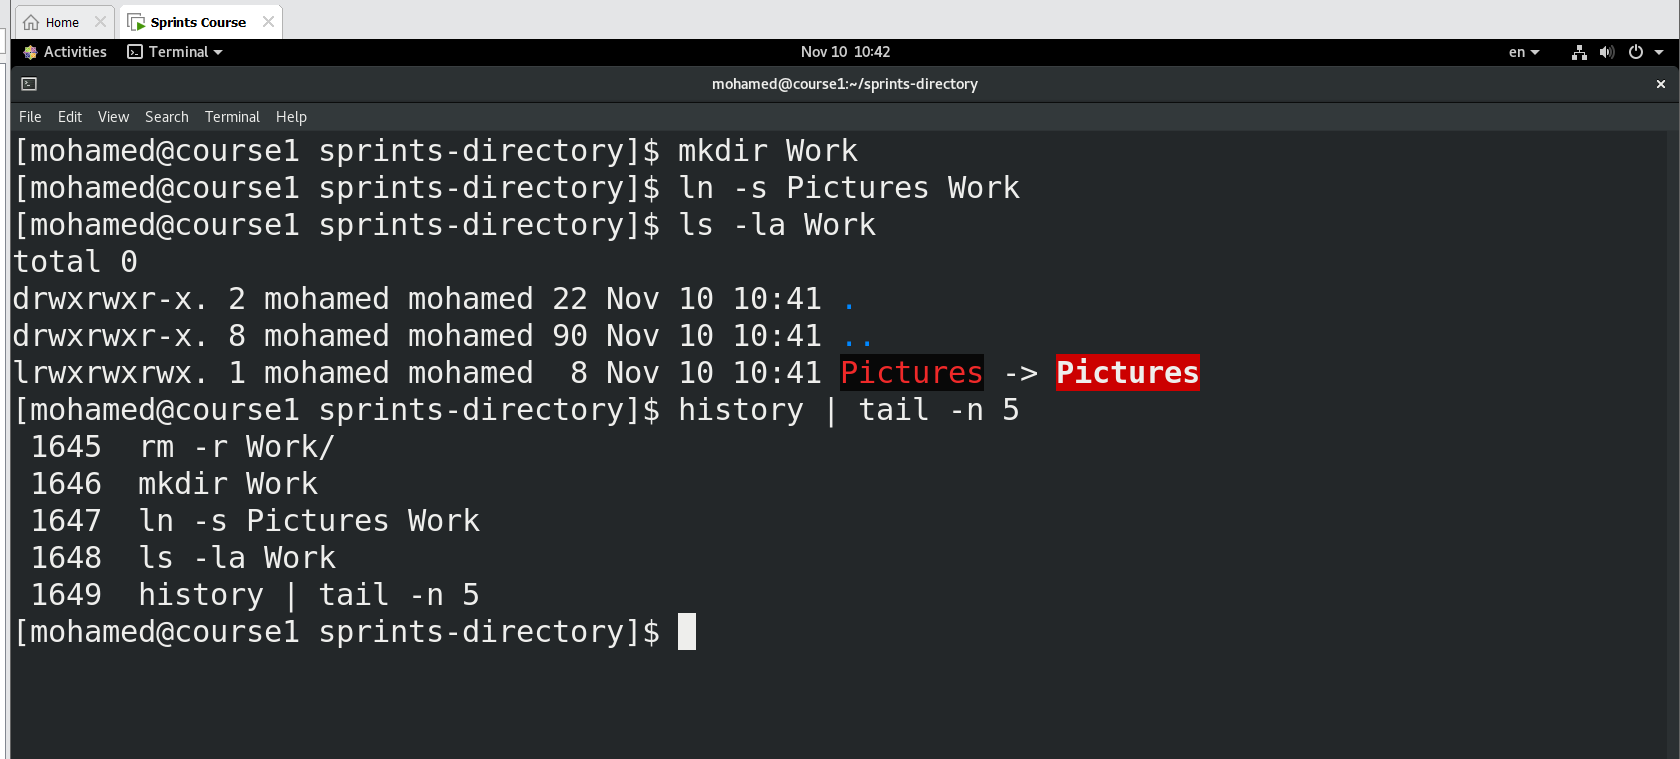 Home
Sprints Course
Activities
Terminal
Nov 10 10:42
en
mohamed@course1:~/sprints-directory
File Edit View Search Terminal Help
[mohamed@course1 sprints-directory]$ mkdir Work
[mohamed@course1 sprints-directory]$ ln -s Pictures Work
[mohamed@course1 sprints-directory]$ ls -la Work
total 0
drwxrwxr-x. 2 mohamed mohamed 22 Nov 10 10:41 .
drwxrwxr-x. 8 mohamed mohamed 90 Nov 10 10:41 ..
lrwxrwxrwx. 1 mohamed mohamed  8 Nov 10 10:41 Pictures -> Pictures
[mohamed@course1 sprints-directory]$ history | tail -n 5
 1645  rm -r Work/
 1646  mkdir Work
 1647  ln -s Pictures Work
 1648  ls -la Work
 1649  history | tail -n 5
[mohamed@course1 sprints-directory]$